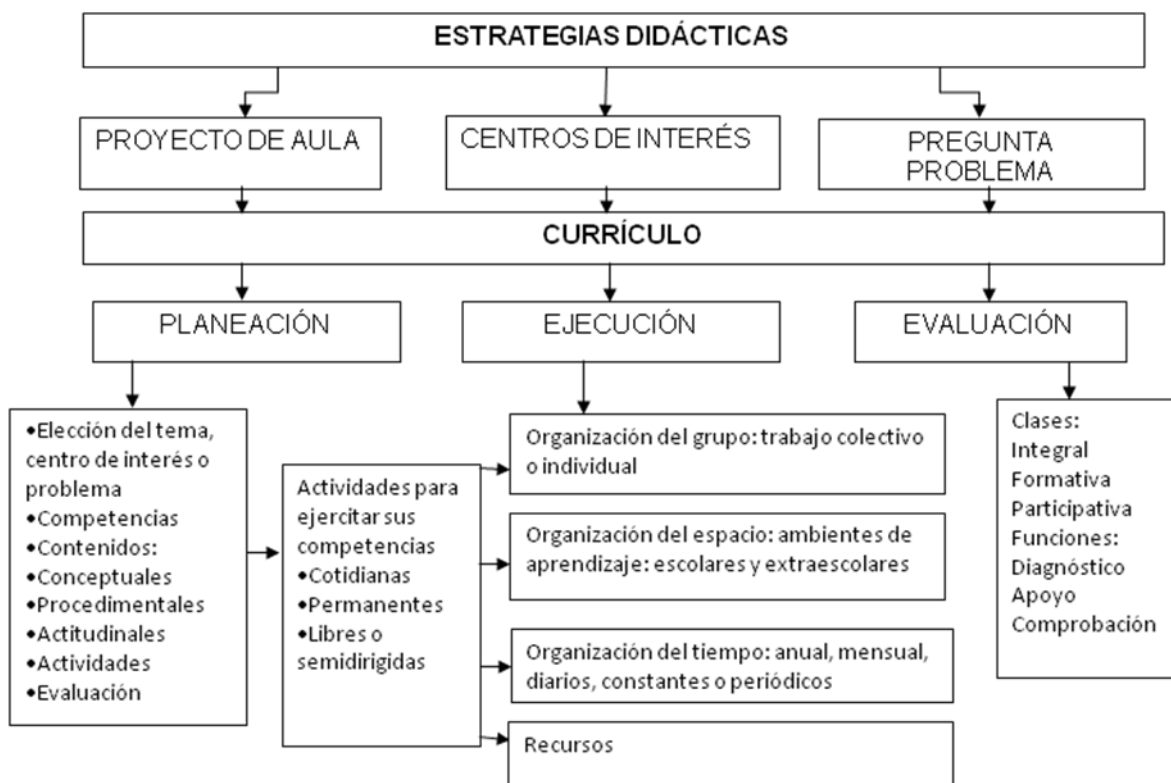 ESTRATEGIAS DIDÁCTICAS
PROYECTO DE AULA
CENTROS DE INTERÉS
PREGUNTA
PROBLEMA
CURRÍCULO
PLANEACIÓN
EJECUCIÓN
EVALUACIÓN
•Elección del tema,
centro de interés o
problema
•Competencias
•Contenidos:
Conceptuales
•Procedimentales
•Actitudinales
•Actividades
•Evaluación
Actividades para
ejercitar sus
competencias
•Cotidianas
•Permanentes
•Libres o
semidirigidas
Organización del grupo: trabajo colectivo
o individual
Organización del espacio: ambientes de
aprendizaje: escolares y extraescolares
Organización del tiempo: anual, mensual,
diarios, constantes o periódicos
Recursos
Clases:
Integral
Formativa
Participativa
Funciones:
Diagnóstico
Apoyo
Comprobación